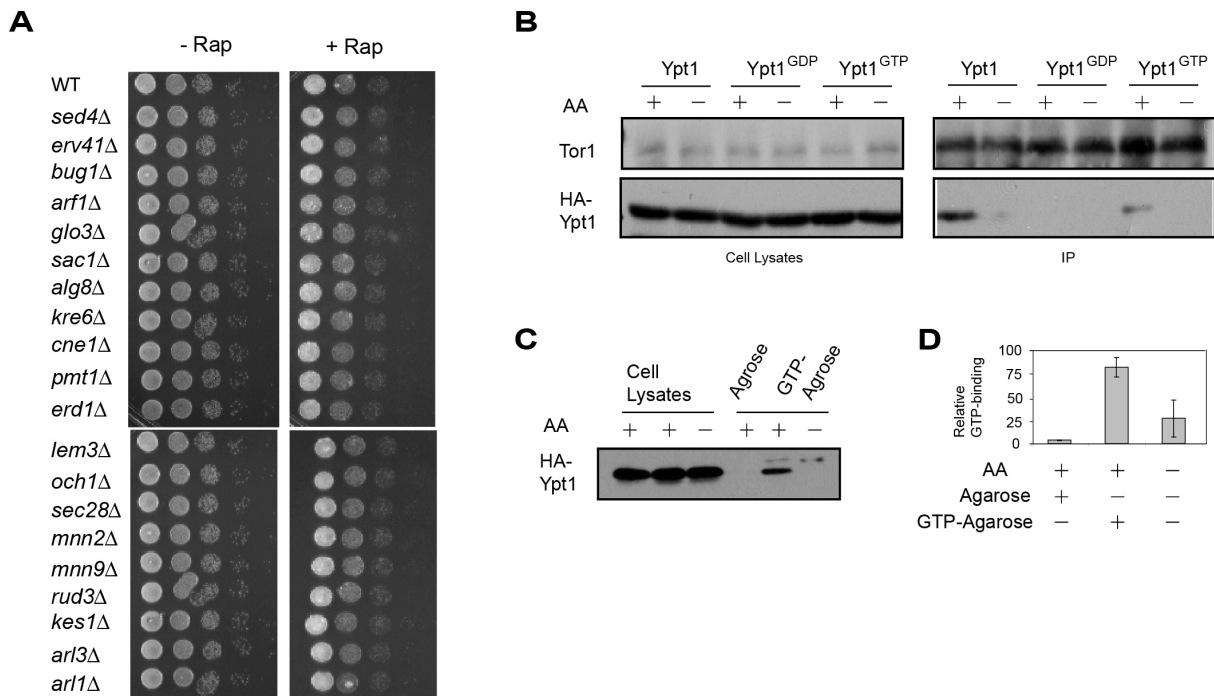 A
- Rap
+ Rap
WT
sed4Δ
erv41Δ
bug1Δ
arf1Δ
glo3Δ
sac1Δ
alg8Δ
kre6Δ
cne1Δ
pmt1Δ
erd1Δ
lem3Δ
och1Δ
sec28Δ
mnn2Δ
mnn9Δ
rud3Δ
kes1Δ
arl3Δ
arl1Δ
B
Ypt1 Ypt1GDP Ypt1GTP Ypt1 Ypt1GDP Ypt1GTP
AA + − + − + − + − + − + −
Tor1
HA-
Ypt1
Cell Lysates
IP
C
Cell
Lysates
Agrose
GTP-
Agrose
AA + + − + + −
HA-
Ypt1
D
Relative
GTP-binding
100
75
50
25
0
AA + + −
Agarose + − −
GTP-Agarose − + −